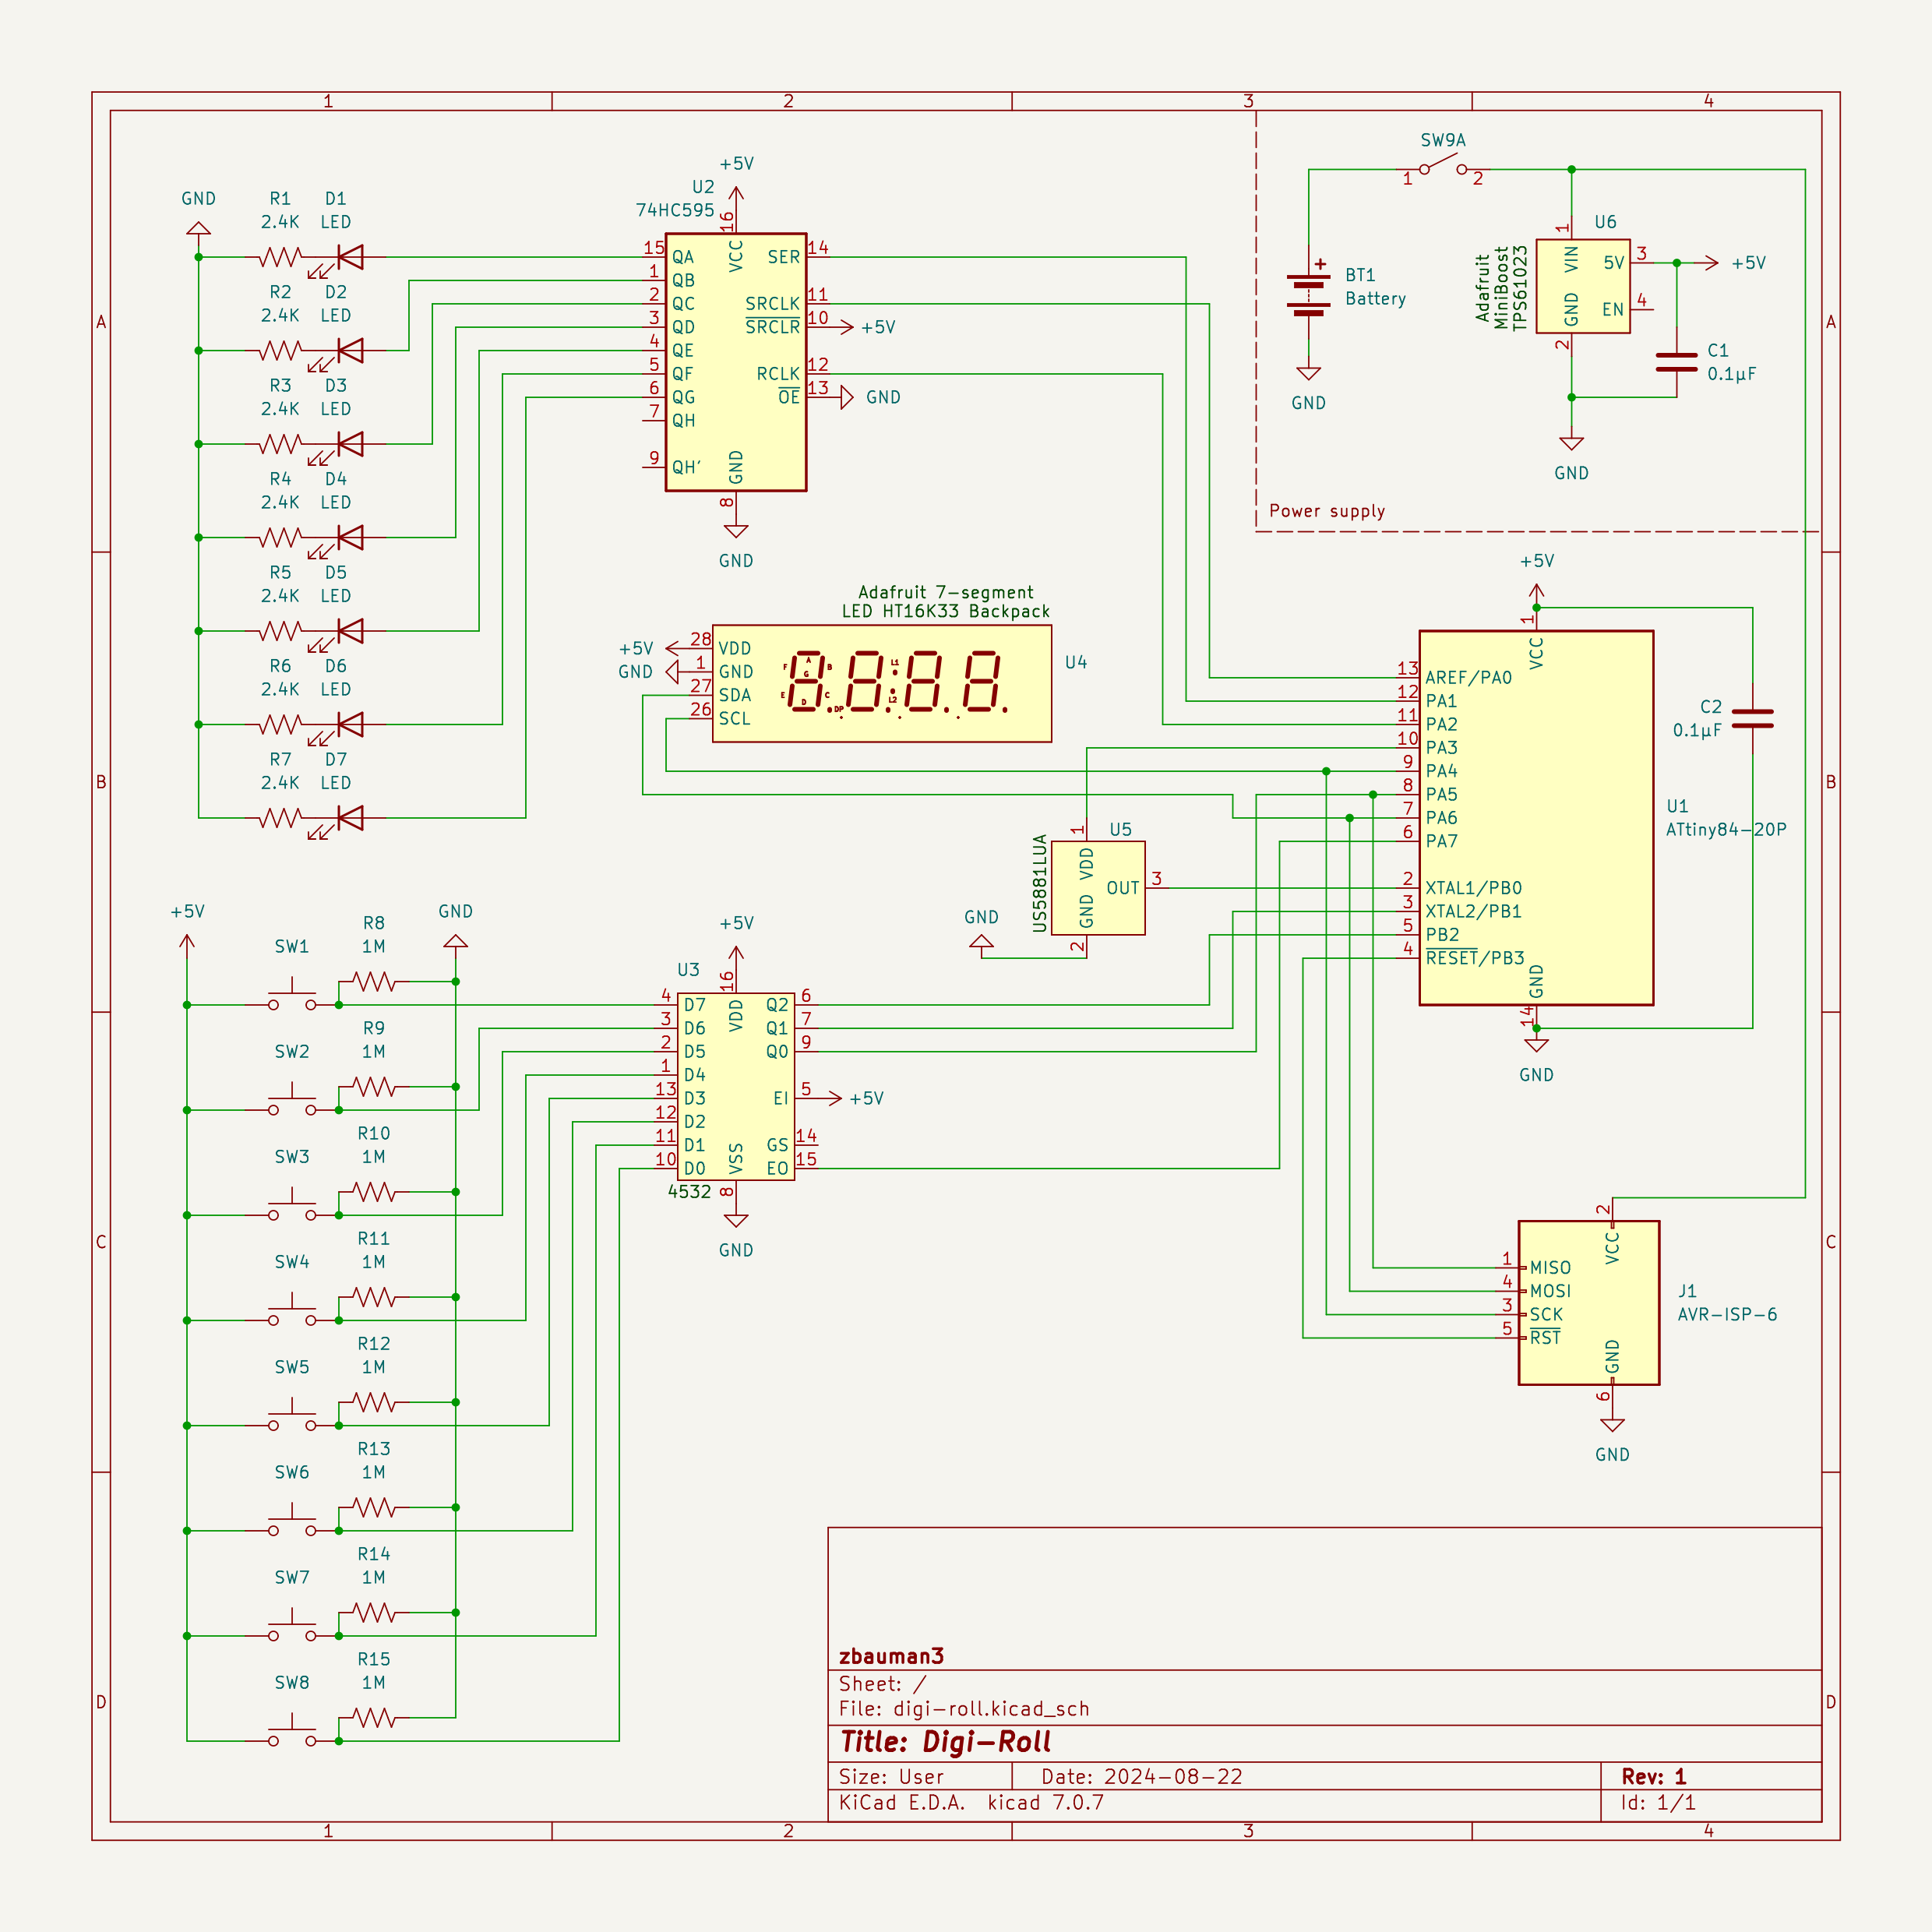 1 2 3 4
A A
B B
C C
D D
1 2 3 4
GND
R1 D1
2.4K LED
R2 D2
2.4K LED
R3 D3
2.4K LED
R4 D4
2.4K LED
R5 D5
2.4K LED
R6 D6
2.4K LED
R7 D7
2.4K LED
+5V
U2
74HC595
16
VCC
15 QA SER 14
1 QB
2 QC SRCLK 11
3 QD SRCLR 10 +5V
4 QE
5 QF RCLK 12
6 QG OE 13 GND
7 QH
9 QH'
GND
8
GND
SW9A
1 2
+
BT1
Battery
GND
Adafruit
MiniBoost
TPS61023
U6
1
VIN
5V 3 +5V
EN 4
GND
2
C1
0.1µF
GND
Power supply
Adafruit 7-segment
LED HT16K33 Backpack
U4
+5V 28 VDD
GND 1 GND
27 SDA
26 SCL
A
F B
G
E C
D
DP
L1
L2
+5V
1
VCC
13 AREF/PA0
12 PA1
11 PA2
10 PA3
9 PA4
8 PA5
7 PA6
6 PA7
2 XTAL1/PB0
3 XTAL2/PB1
5 PB2
4 RESET/PB3
GND
14
GND
U1
ATtiny84-20P
C2
0.1µF
U5
US5881LUA
1
VDD
OUT 3
GND
2
GND
+5V
GND
R8
SW1 1M
R9
SW2 1M
R10
SW3 1M
R11
SW4 1M
R12
SW5 1M
R13
SW6 1M
R14
SW7 1M
R15
SW8 1M
+5V
U3
16
VDD
4 D7 Q2 6
3 D6 Q1 7
2 D5 Q0 9
1 D4
13 D3 EI 5 +5V
12 D2
11 D1 GS 14
10 D0 EO 15
VSS
4532
8
GND
2
VCC
1 MISO
4 MOSI
3 SCK
5 RST
GND
6
GND
J1
AVR-ISP-6
zbauman3
Sheet: /
File: digi-roll.kicad_sch
Title: Digi-Roll
Size: User Date: 2024-08-22 Rev: 1
KiCad E.D.A. kicad 7.0.7 Id: 1/1